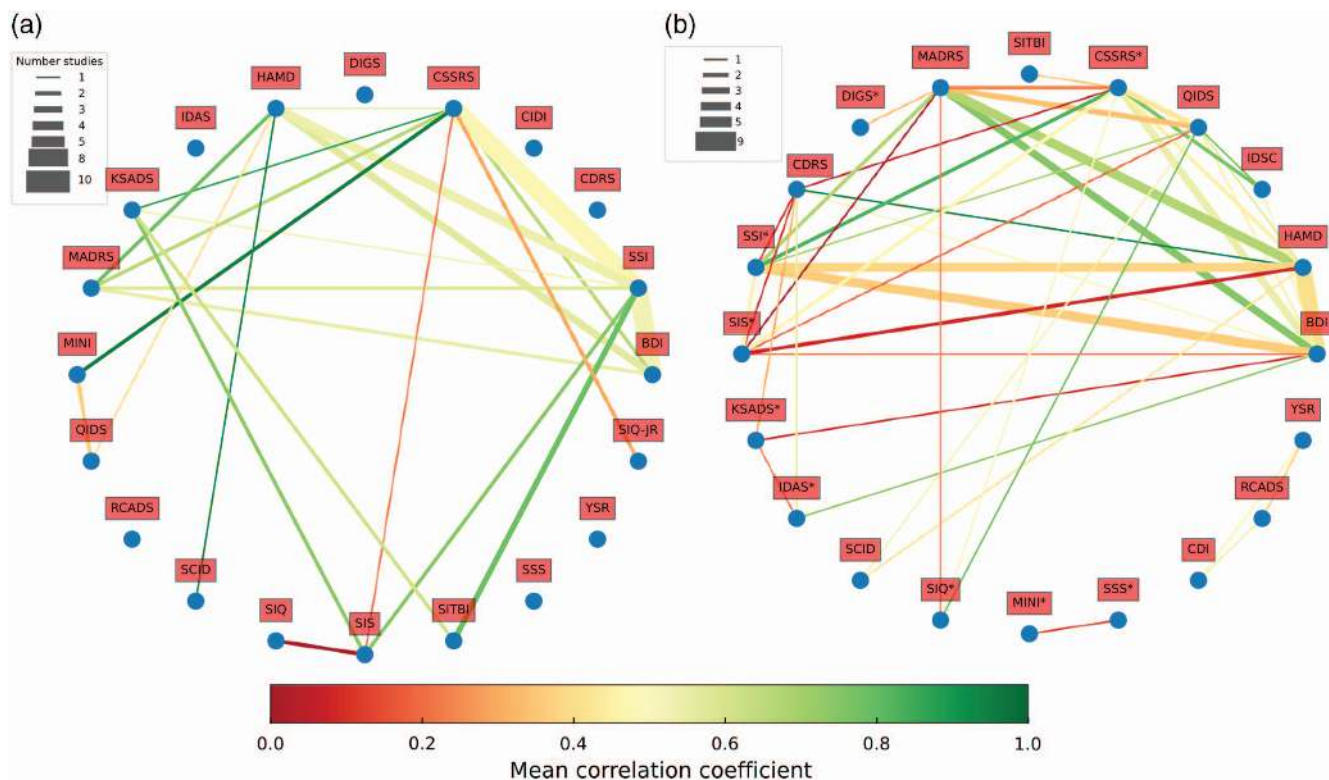 (a)
Number studies
1
2
3
4
5
8
10
DIGS
HAMD
CSSRS
IDAS
CIDI
KSADS
CDRS
MADRS
SSI
MINI
BDI
QIDS
SIQ-JR
RCADS
YSR
SCID
SSS
SIQ
SIS
SITBI
(b)
1
2
3
4
5
9
SITBI
MADRS
CSSRS*
DIGS*
QIDS
CDRS
IDSC
SSI*
HAMD
SIS*
BDI
KSADS*
YSR
IDAS*
RCADS
SCID
CDI
SIQ*
MINI*
SSS*
0.0
0.2
0.4
0.6
0.8
1.0
Mean correlation coefficient